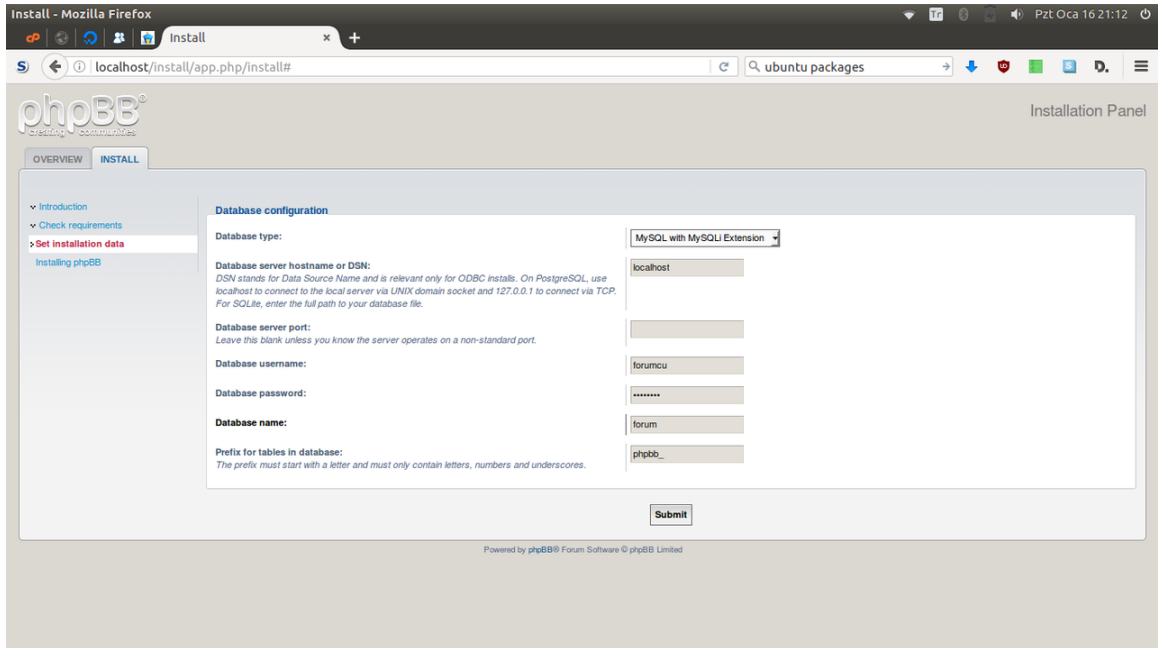 Install - Mozilla Firefox
Tr
Pzt Oca 16 21:12
Install
localhost/install/app.php/install#
ubuntu packages
phpBB®
creating communities
Installation Panel
OVERVIEW
INSTALL
Introduction
Check requirements
Set installation data
Installing phpBB
Database configuration
Database type:
MySQL with MySQLi Extension
Database server hostname or DSN:
localhost
DSN stands for Data Source Name and is relevant only for ODBC installs. On PostgreSQL, use
localhost to connect to the local server via UNIX domain socket and 127.0.0.1 to connect via TCP.
For SQLite, enter the full path to your database file.
Database server port:
Leave this blank unless you know the server operates on a non-standard port.
Database username:
forumcu
Database password:
••••••••
Database name:
forum
Prefix for tables in database:
phpbb_
The prefix must start with a letter and must only contain letters, numbers and underscores.
Submit
Powered by phpBB® Forum Software © phpBB Limited